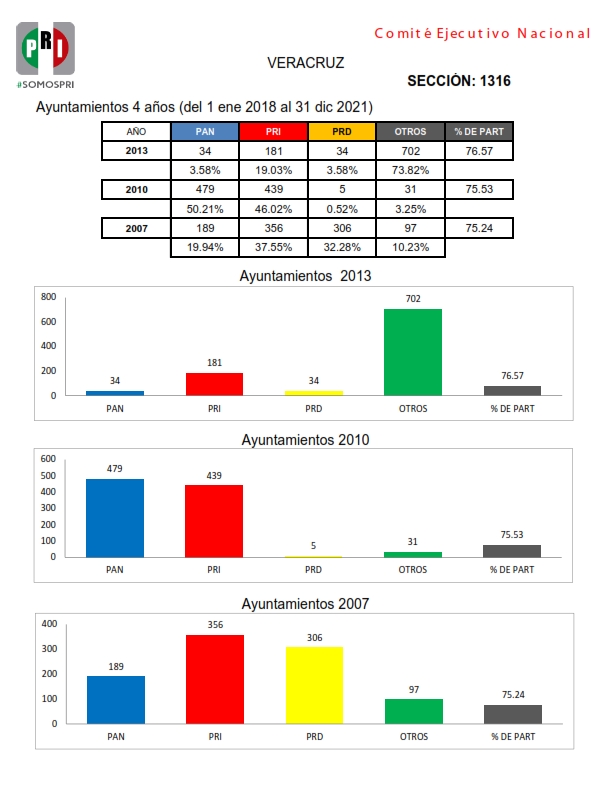 Comité Ejecutivo Nacional
PRI
#SOMOSPRI
VERACRUZ
SECCIÓN: 1316
Ayuntamientos 4 años (del 1 ene 2018 al 31 dic 2021)
AÑO PAN PRI PRD OTROS % DE PART
2013 34 181 34 702 76.57
3.58% 19.03% 3.58% 73.82%
2010 479 439 5 31 75.53
50.21% 46.02% 0.52% 3.25%
2007 189 356 306 97 75.24
19.94% 37.55% 32.28% 10.23%
Ayuntamientos 2013
800
702
600
400
181
200
34
34
76.57
0
PAN PRI PRD OTROS % DE PART
Ayuntamientos 2010
600
479
500
439
400
300
200
100
5
31
75.53
0
PAN PRI PRD OTROS % DE PART
Ayuntamientos 2007
400
356
300
306
189
200
97
75.24
100
0
PAN PRI PRD OTROS % DE PART